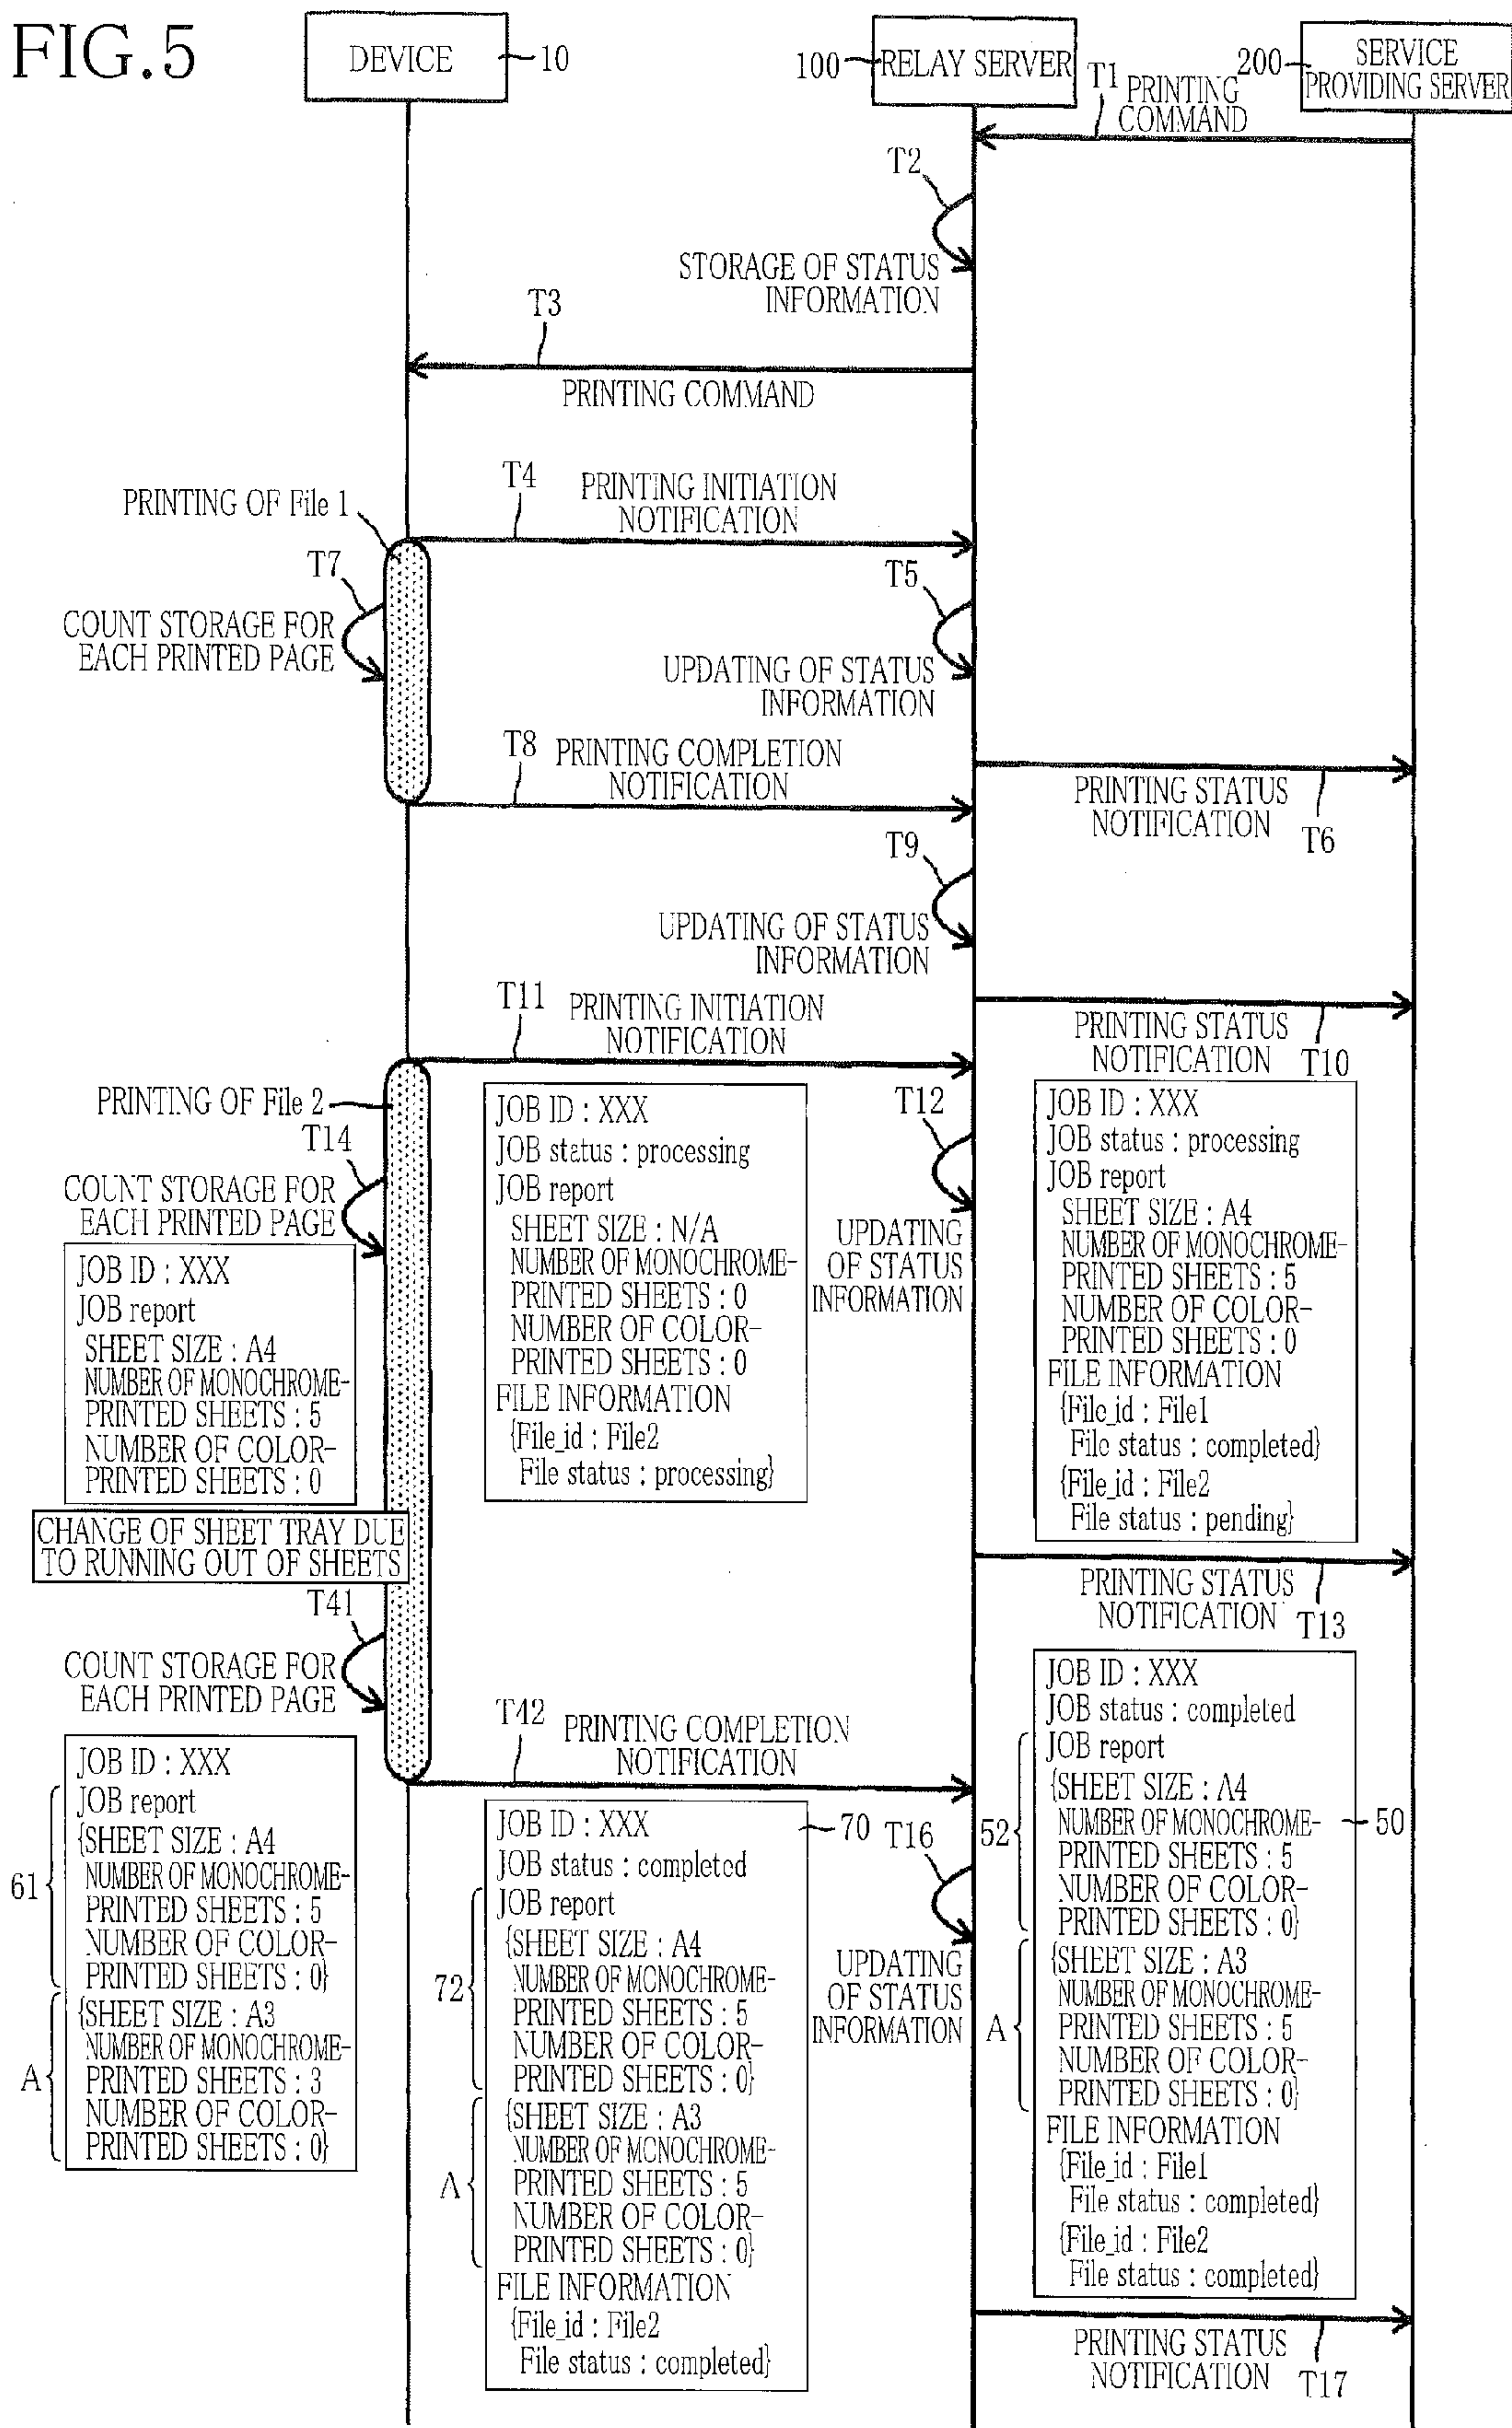 FIG.5
DEVICE
10
100
RELAY SERVER
200
SERVICE
PROVIDING SERVER
T1
PRINTING
COMMAND
T2
STORAGE OF STATUS
INFORMATION
T3
PRINTING COMMAND
T4
PRINTING INITIATION
NOTIFICATION
PRINTING OF File 1
T7
COUNT STORAGE FOR
EACH PRINTED PAGE
T5
UPDATING OF STATUS
INFORMATION
T8
PRINTING COMPLETION
NOTIFICATION
PRINTING STATUS
NOTIFICATION
T6
T9
UPDATING OF STATUS
INFORMATION
T11
PRINTING INITIATION
NOTIFICATION
PRINTING STATUS
NOTIFICATION
T10
PRINTING OF File 2
T14
COUNT STORAGE FOR
EACH PRINTED PAGE
JOB ID : XXX
JOB report
SHEET SIZE : A4
NUMBER OF MONOCHROME-
PRINTED SHEETS : 5
NUMBER OF COLOR-
PRINTED SHEETS : 0
JOB ID : XXX
JOB status : processing
JOB report
SHEET SIZE : N/A
NUMBER OF MONOCHROME-
PRINTED SHEETS : 0
NUMBER OF COLOR-
PRINTED SHEETS : 0
FILE INFORMATION
{File_id : File2
File status : processing}
T12
UPDATING
OF STATUS
INFORMATION
JOB ID : XXX
JOB status : processing
JOB report
SHEET SIZE : A4
NUMBER OF MONOCHROME-
PRINTED SHEETS : 5
NUMBER OF COLOR-
PRINTED SHEETS : 0
FILE INFORMATION
{File_id : File1
File status : completed}
{File_id : File2
File status : pending}
CHANGE OF SHEET TRAY DUE
TO RUNNING OUT OF SHEETS
PRINTING STATUS
NOTIFICATION
T13
T41
COUNT STORAGE FOR
EACH PRINTED PAGE
T42
PRINTING COMPLETION
NOTIFICATION
JOB ID : XXX
JOB report
{SHEET SIZE : A4
NUMBER OF MONOCHROME-
PRINTED SHEETS : 5
NUMBER OF COLOR-
PRINTED SHEETS : 0}
{SHEET SIZE : A3
NUMBER OF MONOCHROME-
PRINTED SHEETS : 3
NUMBER OF COLOR-
PRINTED SHEETS : 0}
61
A
JOB ID : XXX
JOB status : completed
JOB report
{SHEET SIZE : A4
NUMBER OF MONOCHROME-
PRINTED SHEETS : 5
NUMBER OF COLOR-
PRINTED SHEETS : 0}
{SHEET SIZE : A3
NUMBER OF MONOCHROME-
PRINTED SHEETS : 5
NUMBER OF COLOR-
PRINTED SHEETS : 0}
FILE INFORMATION
{File_id : File2
File status : completed}
70
72
A
T16
UPDATING
OF STATUS
INFORMATION
JOB ID : XXX
JOB status : completed
JOB report
{SHEET SIZE : A4
NUMBER OF MONOCHROME-
PRINTED SHEETS : 5
NUMBER OF COLOR-
PRINTED SHEETS : 0}
{SHEET SIZE : A3
NUMBER OF MONOCHROME-
PRINTED SHEETS : 5
NUMBER OF COLOR-
PRINTED SHEETS : 0}
FILE INFORMATION
{File_id : File1
File status : completed}
{File_id : File2
File status : completed}
50
52
A
PRINTING STATUS
NOTIFICATION
T17